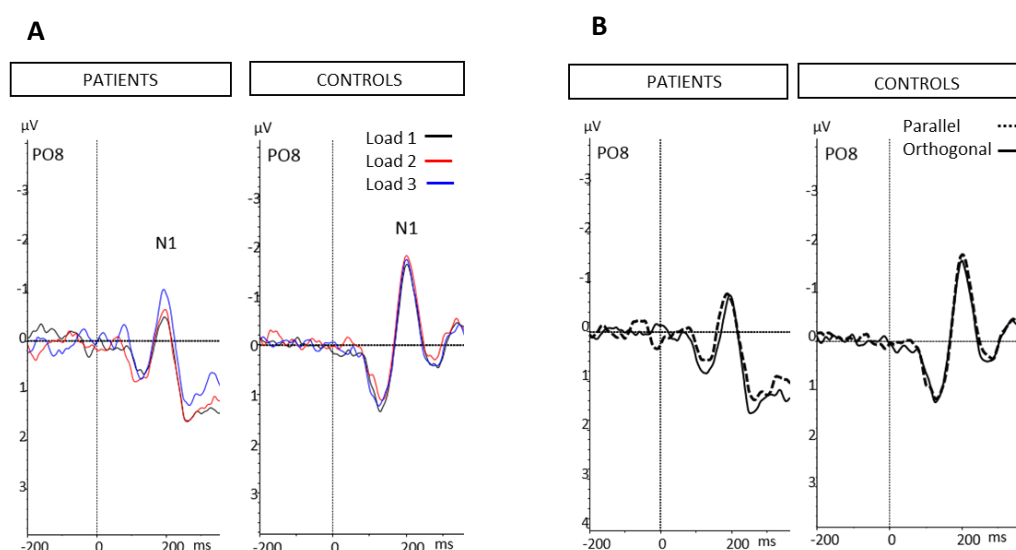 A
B
PATIENTS
CONTROLS
PATIENTS
CONTROLS
µV
PO8
-3
-2
-1
0
1
2
3
-200
0
200 ms
N1
µV
PO8
Load 1
Load 2
Load 3
-3
-2
-1
0
1
2
3
-200
0
200 ms
N1
µV
PO8
-3
-2
-1
0
1
2
3
4
-200
0
200 ms
µV
PO8
Parallel
Orthogonal
-3
-2
-1
0
1
2
3
-200
0
200 ms